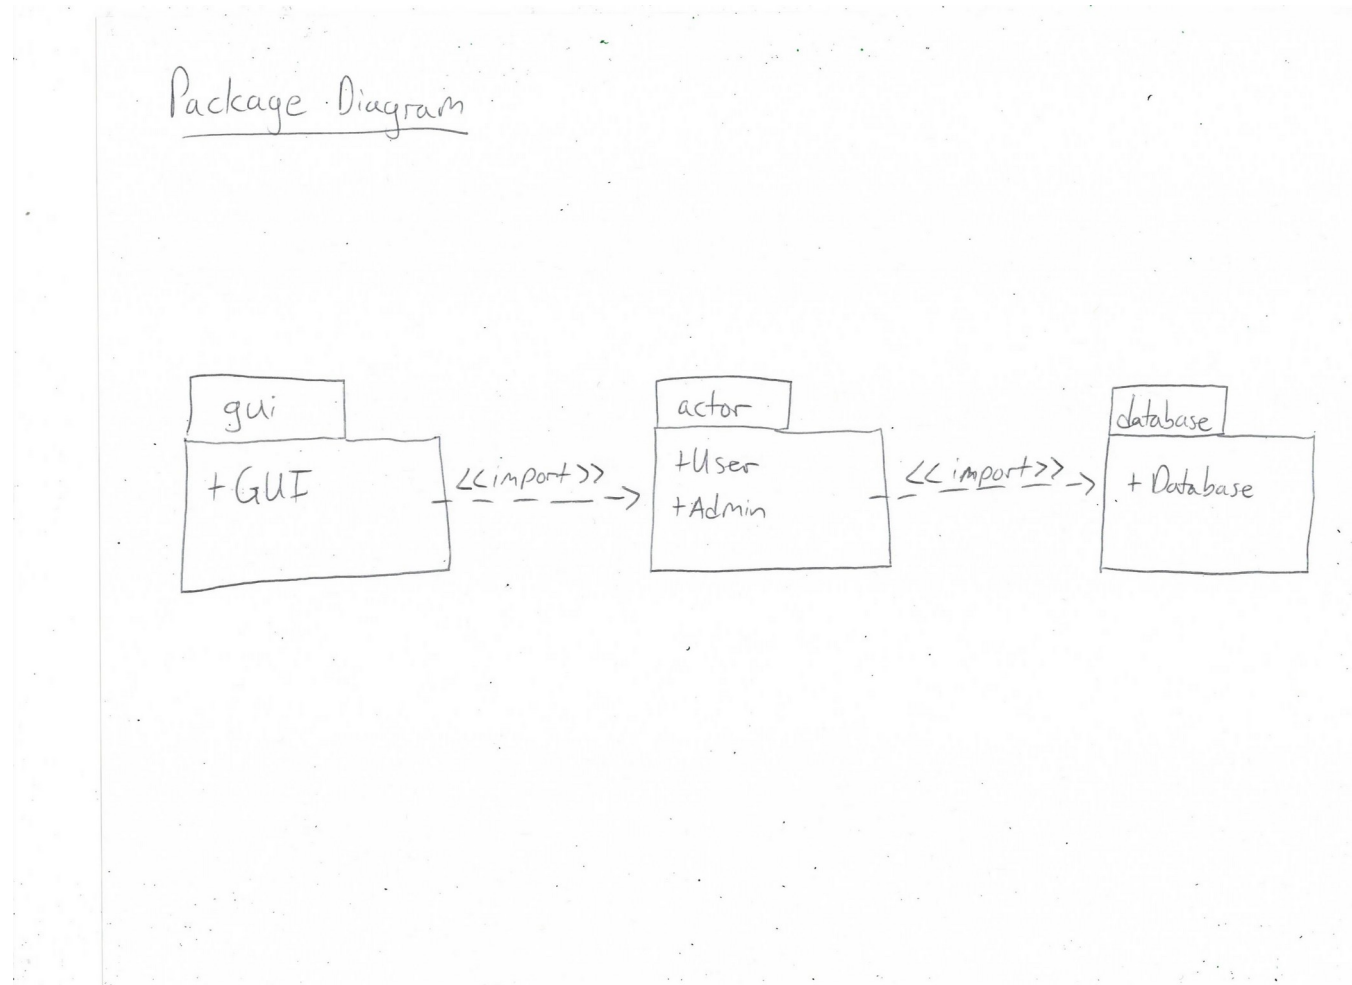 Package Diagram
gui
+GUI
<<import>>
actor
+User
+Admin
<<import>>
database
+Database